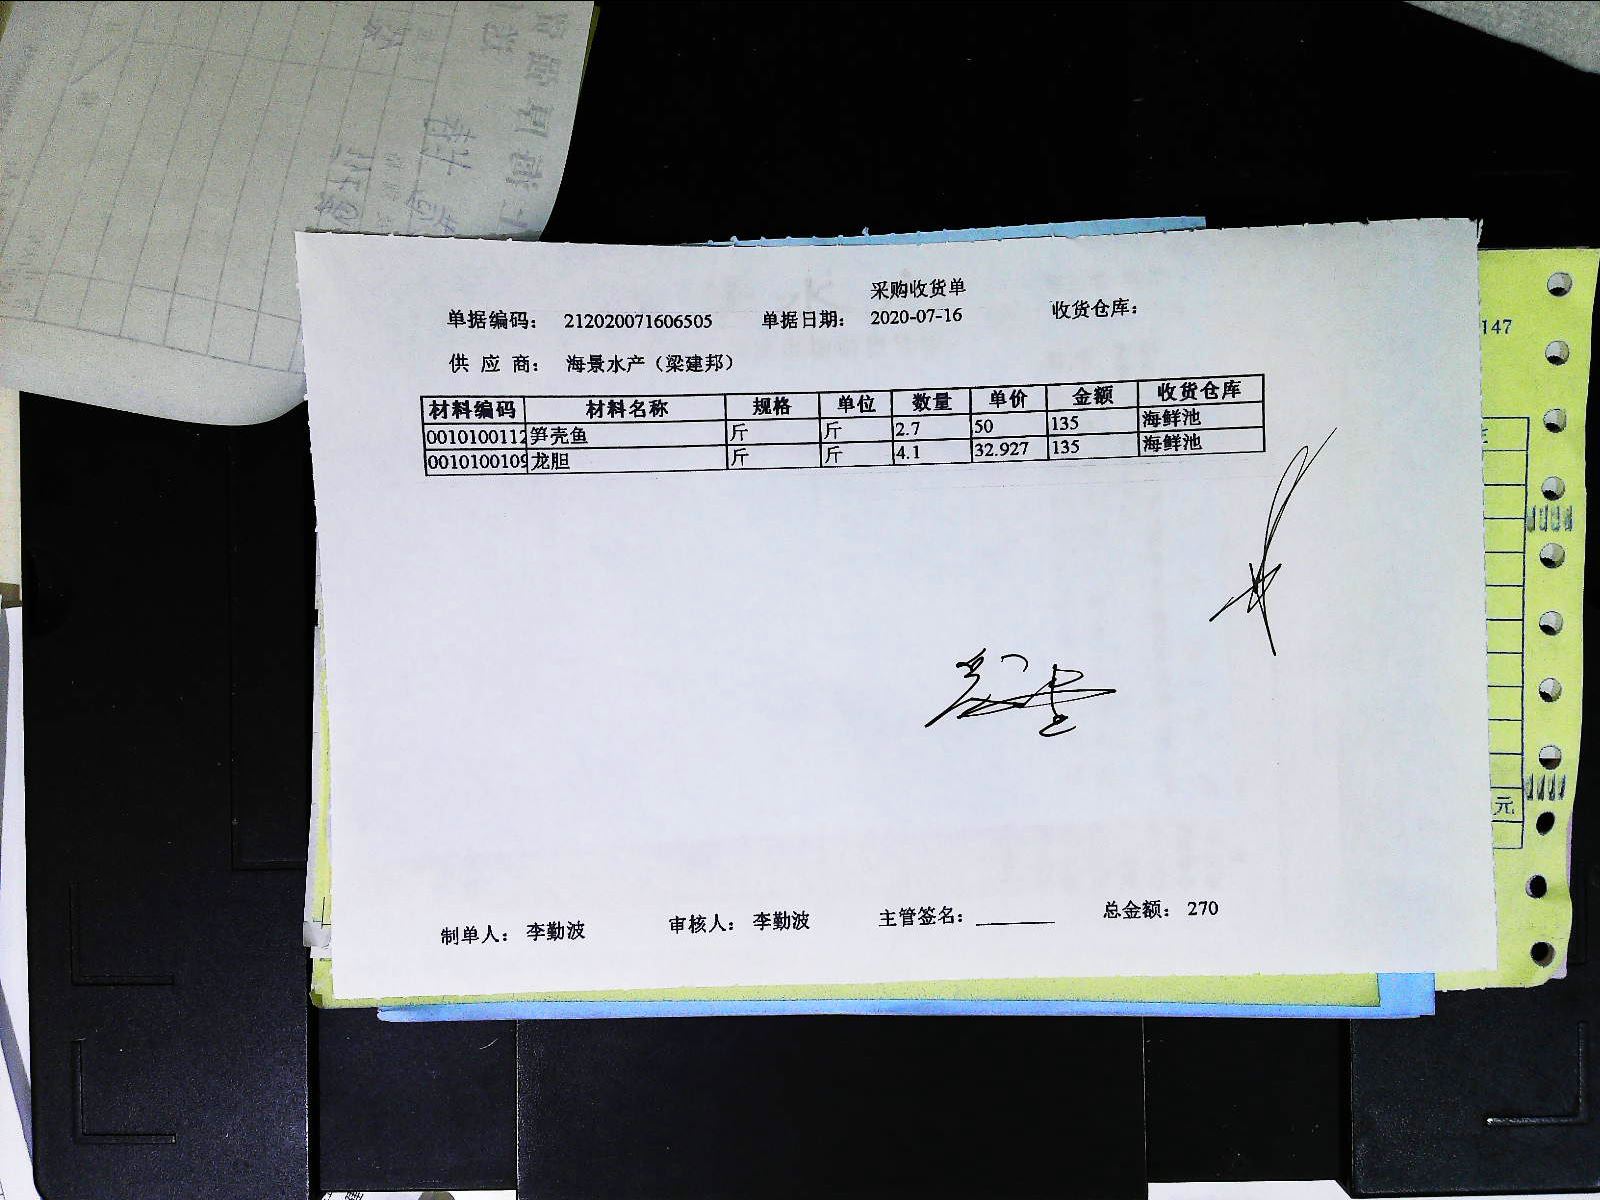 采购收货单
单据编码： 212020071606505 单据日期： 2020-07-16 收货仓库：
供 应 商： 海景水产（梁建邦）
材料编码 材料名称 规格 单位 数量 单价 金额 收货仓库
0010100112 笋壳鱼 斤 斤 2.7 50 135 海鲜池
0010100109 龙胆 斤 斤 4.1 32.927 135 海鲜池
制单人： 李勤波 审核人： 李勤波 主管签名： 总金额： 270
147
元